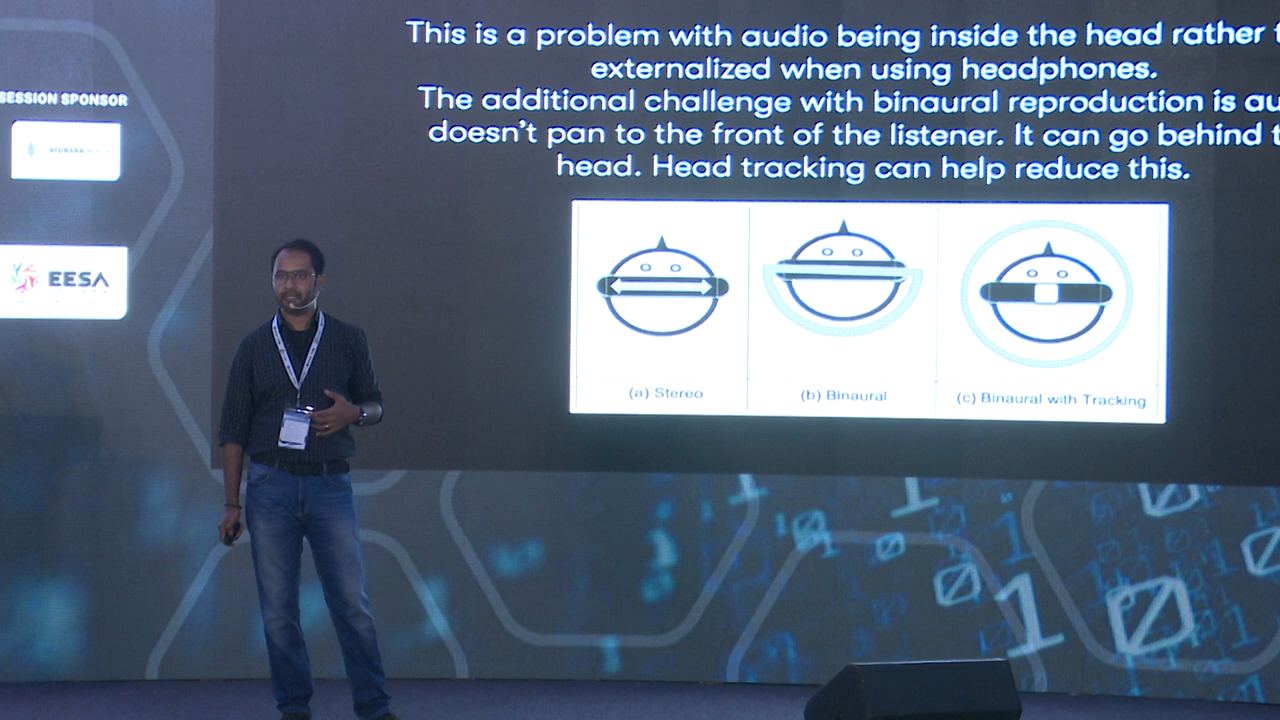 This is a problem with audio being inside the head rather
externalized when using headphones.
The additional challenge with binaural reproduction is
doesn't pan to the front of the listener. It can go behind
head. Head tracking can help reduce this.
SESSION SPONSOR
EESA
(a) Stereo
(b) Binaural
(c) Binaural with Tracking